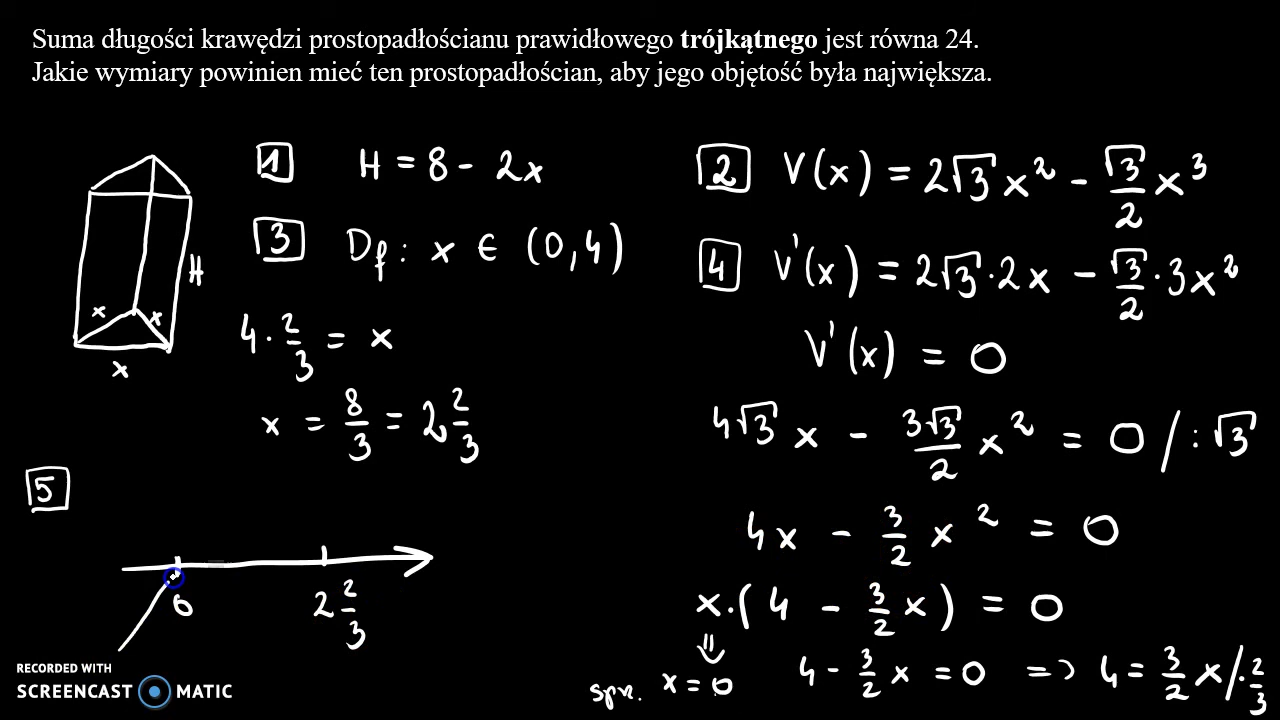 Suma długości krawędzi prostopadłościanu prawidłowego trójkątnego jest równa 24.
Jakie wymiary powinien mieć ten prostopadłościan, aby jego objętość była największa.
1 H = 8 - 2x
3 Df: x ∈ (0,4)
4 · 2/3 = x
x = 8/3 = 2 2/3
H
x x
x
5
0 2 2/3
2 V(x) = 2√3 x² - √3/2 x³
4 V'(x) = 2√3 · 2x - √3/2 · 3x²
V'(x) = 0
4√3 x - 3√3/2 x² = 0 / : √3
4x - 3/2 x² = 0
x · (4 - 3/2 x) = 0
spr. x = 0 4 - 3/2 x = 0 => 4 = 3/2 x / · 2/3
RECORDED WITH
SCREENCAST MATIC